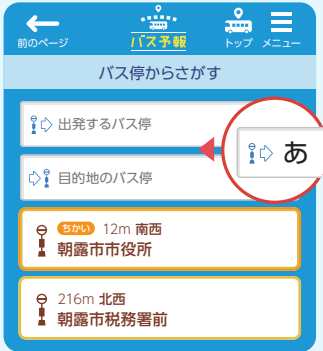 前のページ
バス予報
トップ
メニュー
バス停からさがす
出発するバス停
あ
目的地のバス停
ちかい 12m 南西
朝露市市役所
216m 北西
朝露市税務署前